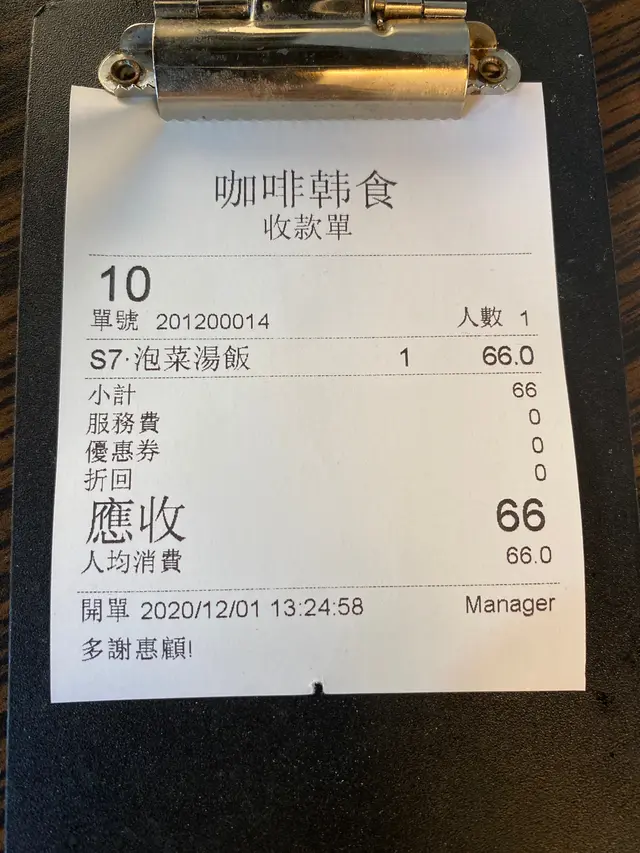 咖啡韩食
收款單
10
單號 201200014 人數 1
S7·泡菜湯飯 1 66.0
小計 66
服務費 0
優惠券 0
折回 0
應收 66
人均消費 66.0
開單 2020/12/01 13:24:58 Manager
多謝惠顧!